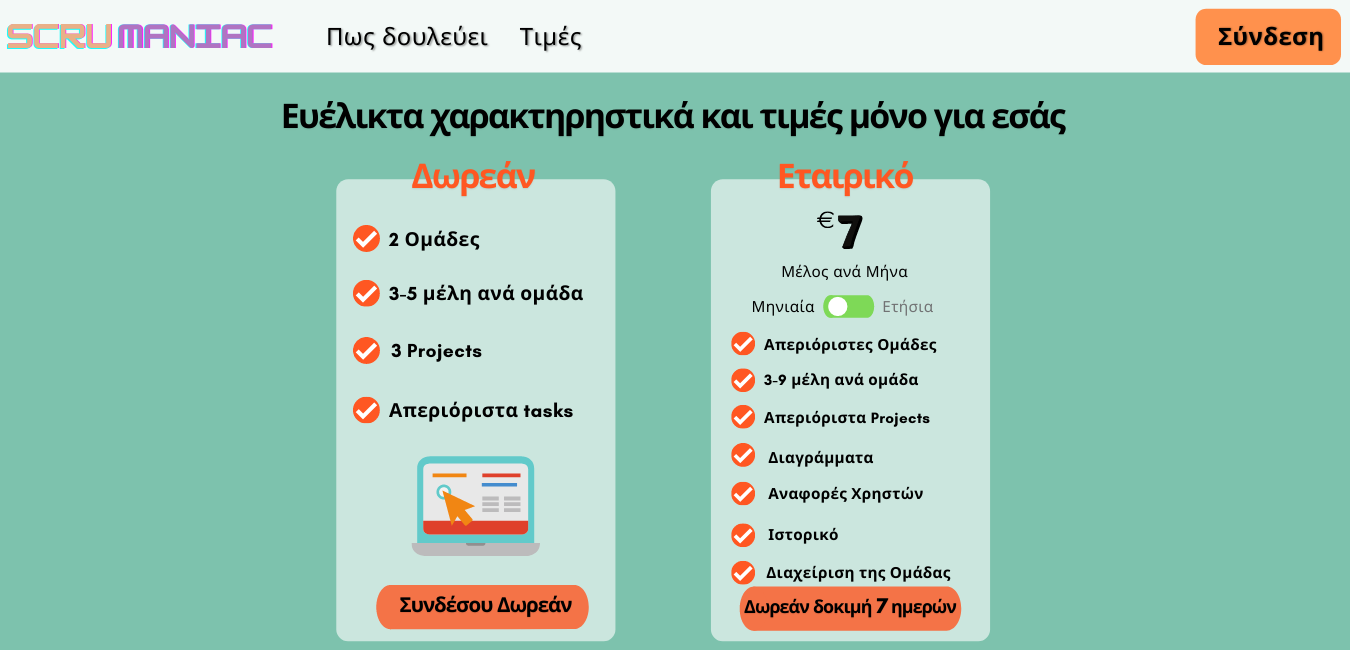 SCRUMANIAC
Πως δουλεύει
Τιμές
Σύνδεση
Ευέλικτα χαρακτηρηστικά και τιμές μόνο για εσάς
Δωρεάν
2 Ομάδες
3-5 μέλη ανά ομάδα
3 Projects
Απεριόριστα tasks
Συνδέσου Δωρεάν
Εταιρικό
€7
Μέλος ανά Μήνα
Μηνιαία Ετήσια
Απεριόριστες Ομάδες
3-9 μέλη ανά ομάδα
Απεριόριστα Projects
Διαγράμματα
Αναφορές Χρηστών
Ιστορικό
Διαχείριση της Ομάδας
Δωρεάν δοκιμή 7 ημερών